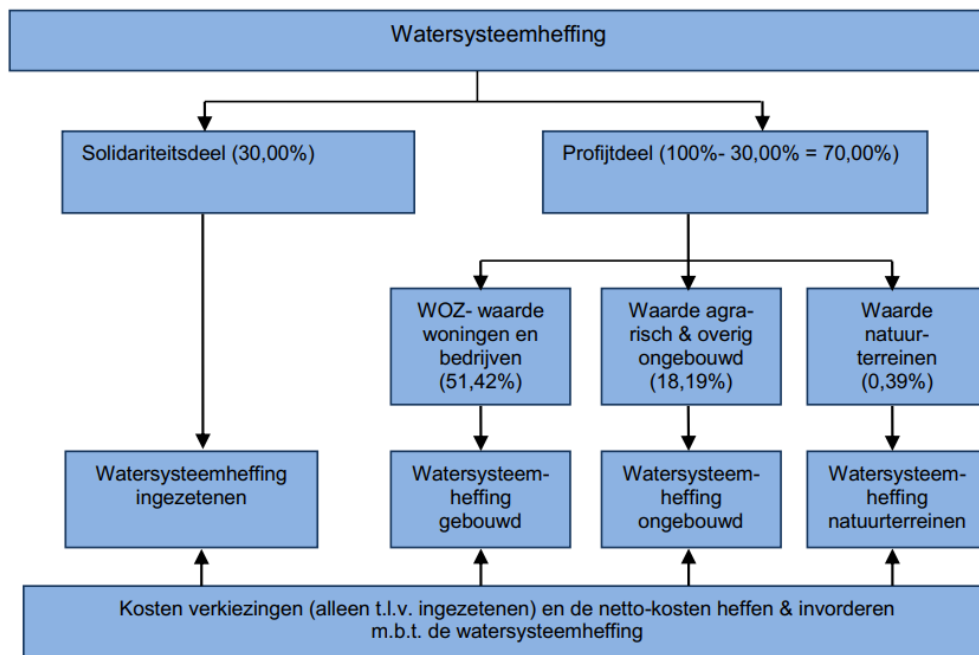 Watersysteemheffing
Solidariteitsdeel (30,00%)
Profijtdeel (100%- 30,00% = 70,00%)
WOZ- waarde
woningen en
bedrijven
(51,42%)
Waarde agra-
risch & overig
ongebouwd
(18,19%)
Waarde
natuur-
terreinen
(0,39%)
Watersysteemheffing
ingezetenen
Watersysteem-
heffing
gebouwd
Watersysteem-
heffing
ongebouwd
Watersysteem-
heffing
natuurterreinen
Kosten verkiezingen (alleen t.l.v. ingezetenen) en de netto-kosten heffen & invorderen
m.b.t. de watersysteemheffing